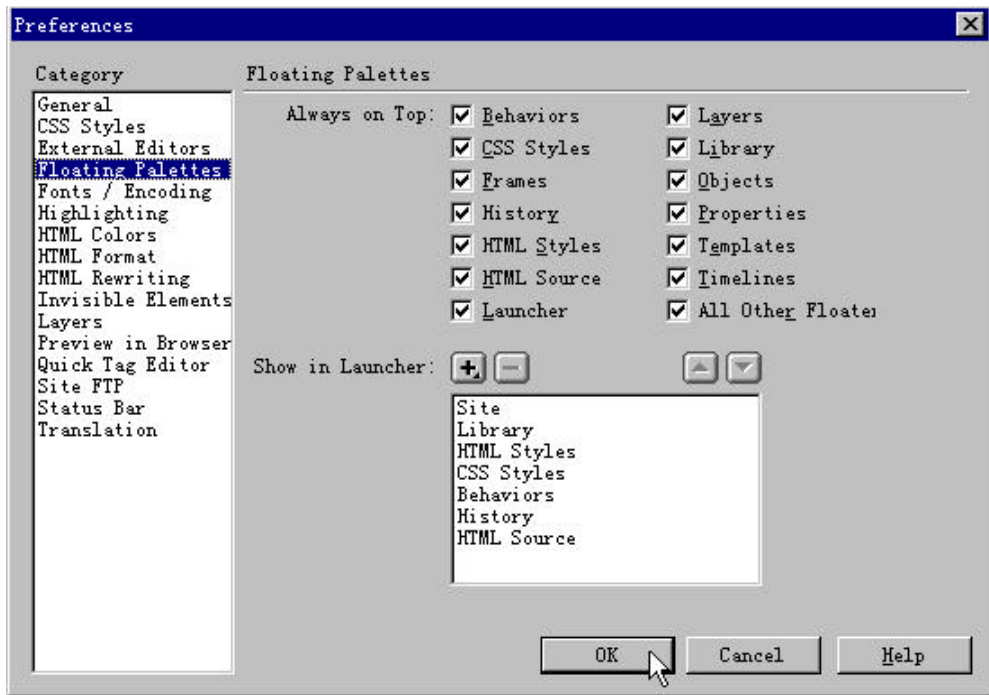 Preferences
Category
General
CSS Styles
External Editors
Floating Palettes
Fonts / Encoding
Highlighting
HTML Colors
HTML Format
HTML Rewriting
Invisible Elements
Layers
Preview in Browser
Quick Tag Editor
Site FTP
Status Bar
Translation
Floating Palettes
Always on Top:
Behaviors
CSS Styles
Frames
History
HTML Styles
HTML Source
Launcher
Layers
Library
Objects
Properties
Templates
Timelines
All Other
Show in Launcher:
Site
Library
HTML Styles
CSS Styles
Behaviors
History
HTML Source
OK
Cancel
Help